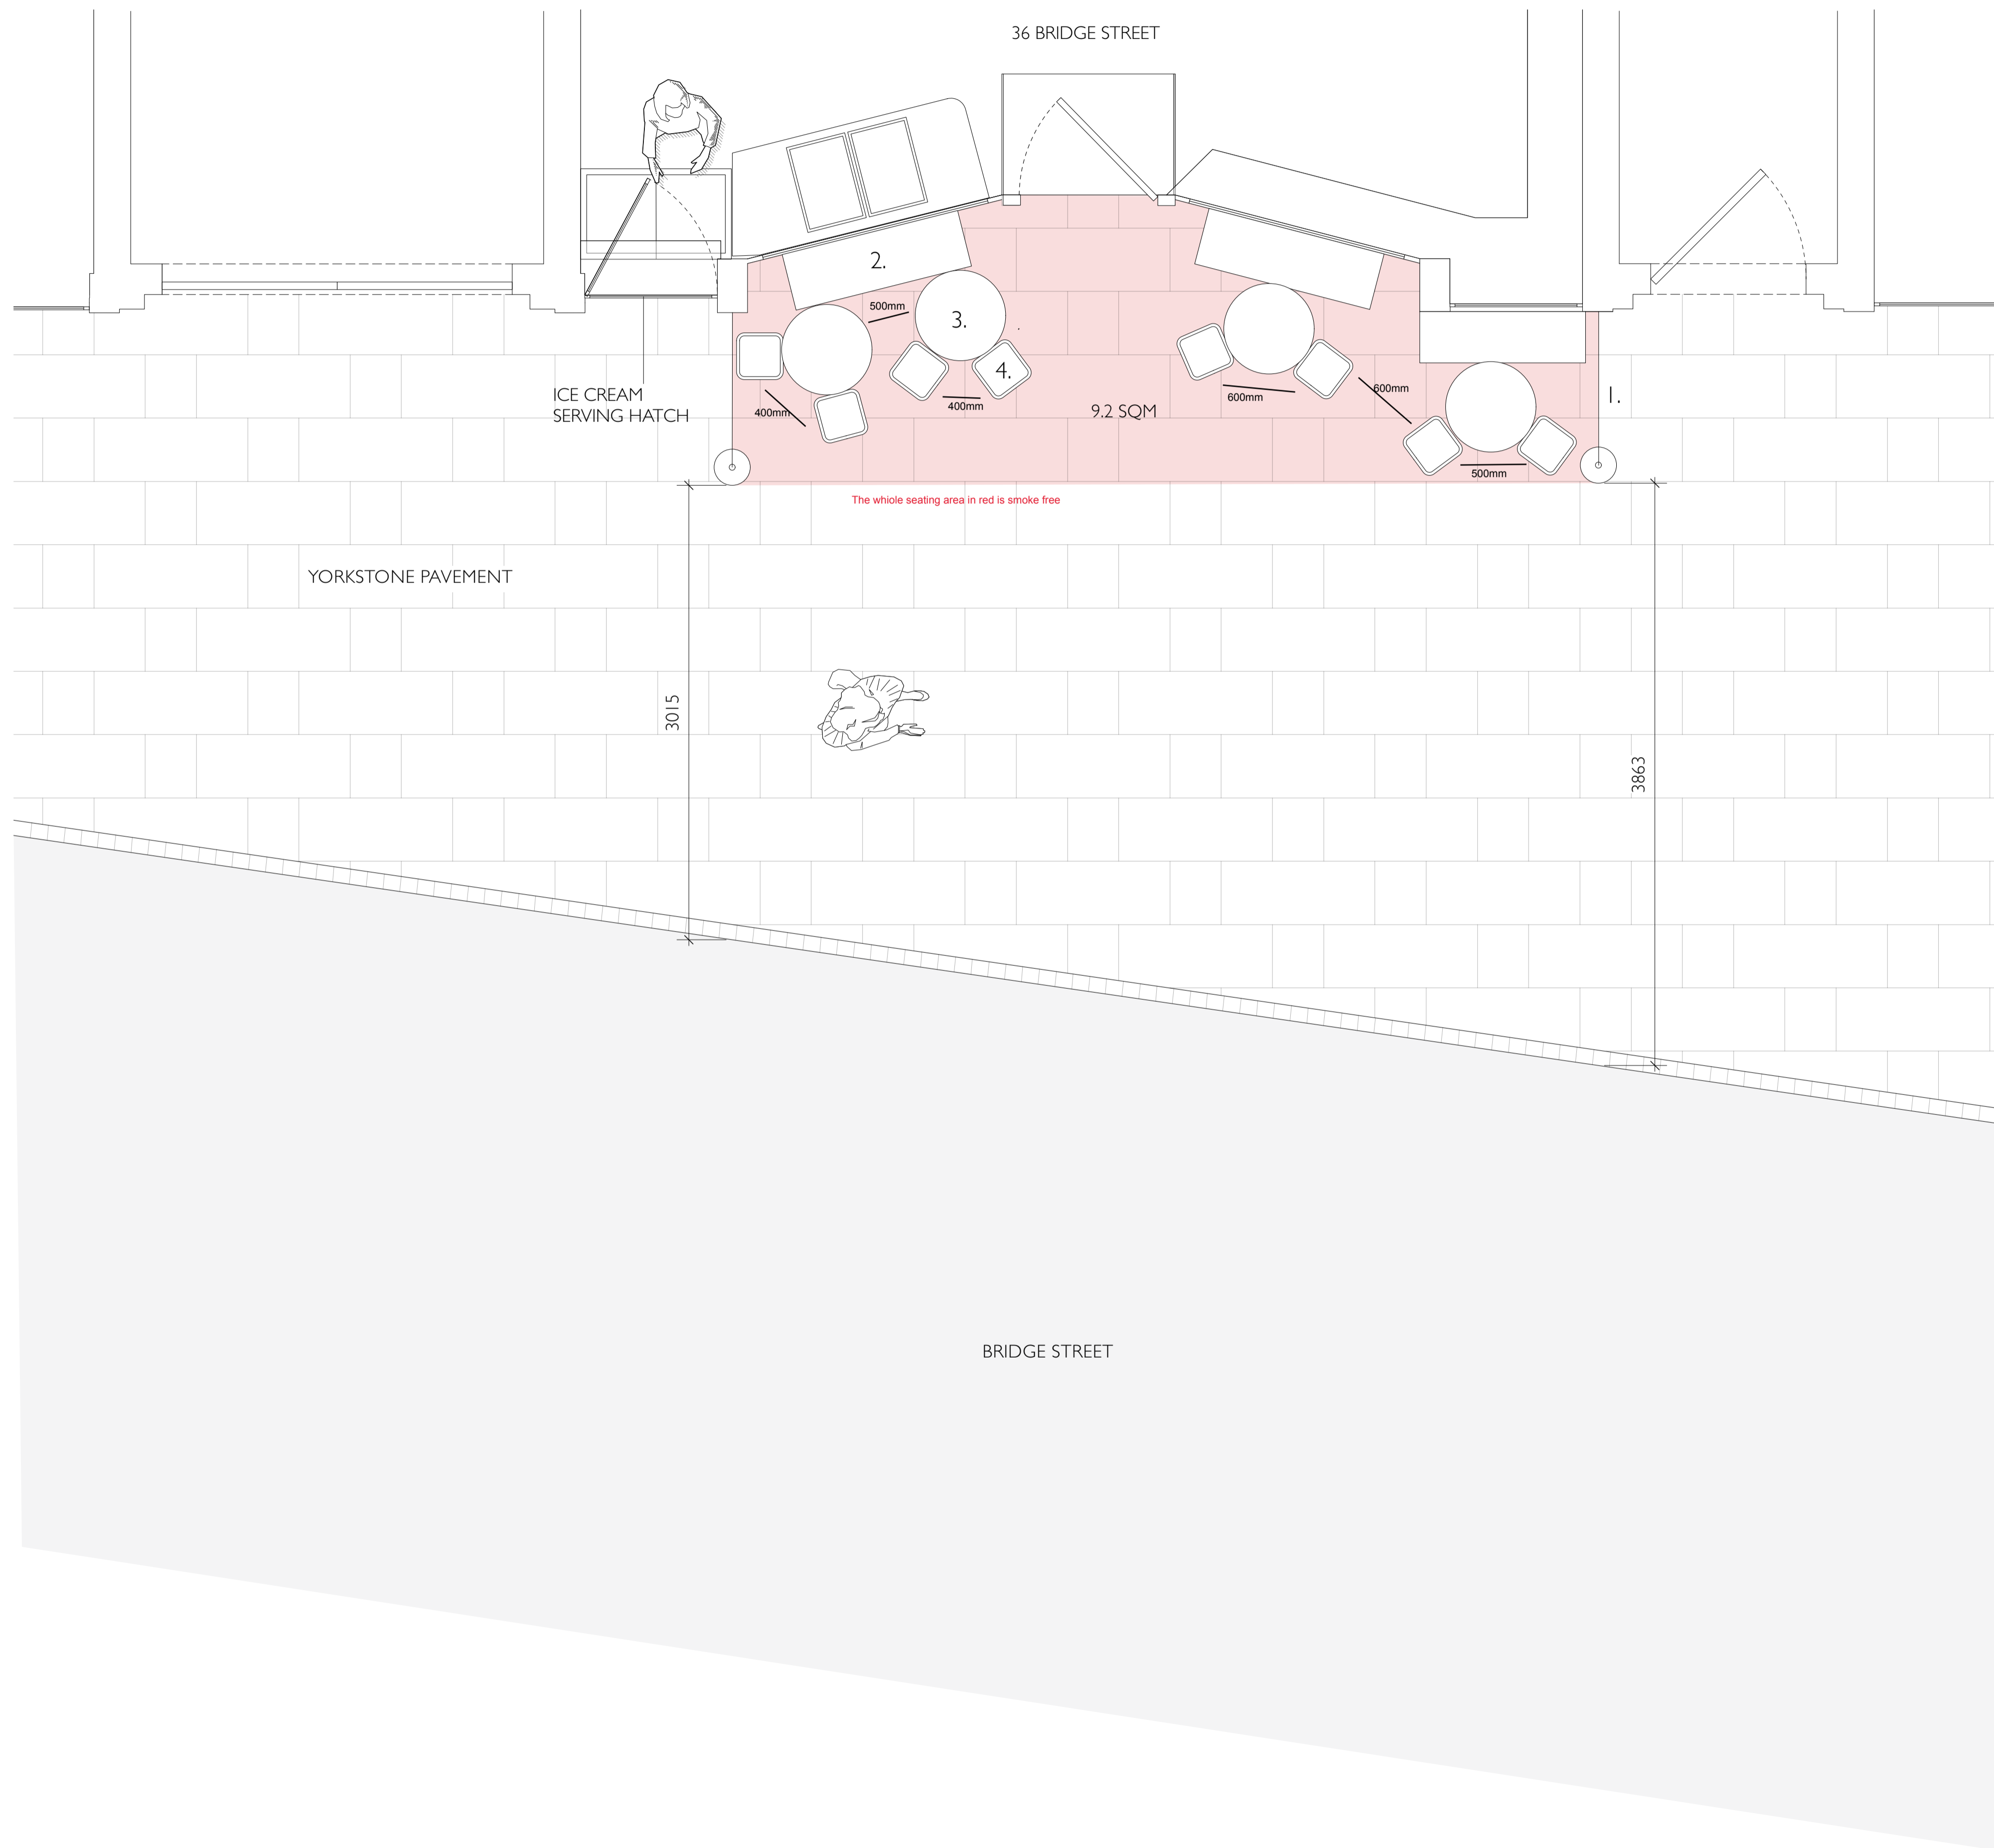 36 BRIDGE STREET
2.
500mm
3.
4.
ICE CREAM
SERVING HATCH
400mm
400mm
9.2 SQM
600mm
600mm
1.
500mm
The whole seating area in red is smoke free
YORKSTONE PAVEMENT
3015
3863
BRIDGE STREET